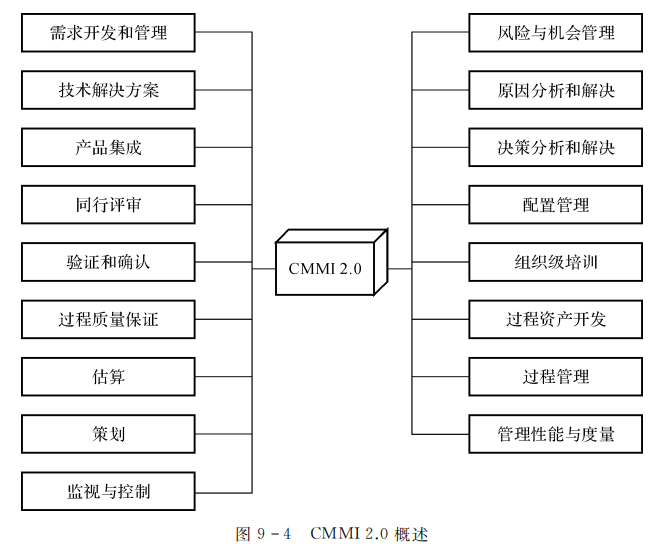 需求开发和管理
技术解决方案
产品集成
同行评审
验证和确认
过程质量保证
估算
策划
监视与控制
CMMI 2.0
风险与机会管理
原因分析和解决
决策分析和解决
配置管理
组织级培训
过程资产开发
过程管理
管理性能与度量
图 9-4 CMMI 2.0 概述